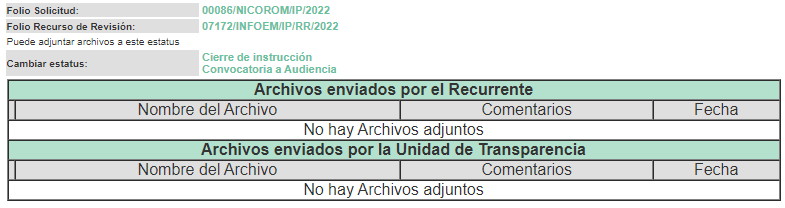 Folio Solicitud: 00086/NICOROM/IP/2022
Folio Recurso de Revisión: 07172/INFOEM/IP/RR/2022
Puede adjuntar archivos a este estatus
Cambiar estatus: Cierre de instrucción
Convocatoria a Audiencia
Archivos enviados por el Recurrente
Nombre del Archivo Comentarios Fecha
No hay Archivos adjuntos
Archivos enviados por la Unidad de Transparencia
Nombre del Archivo Comentarios Fecha
No hay Archivos adjuntos